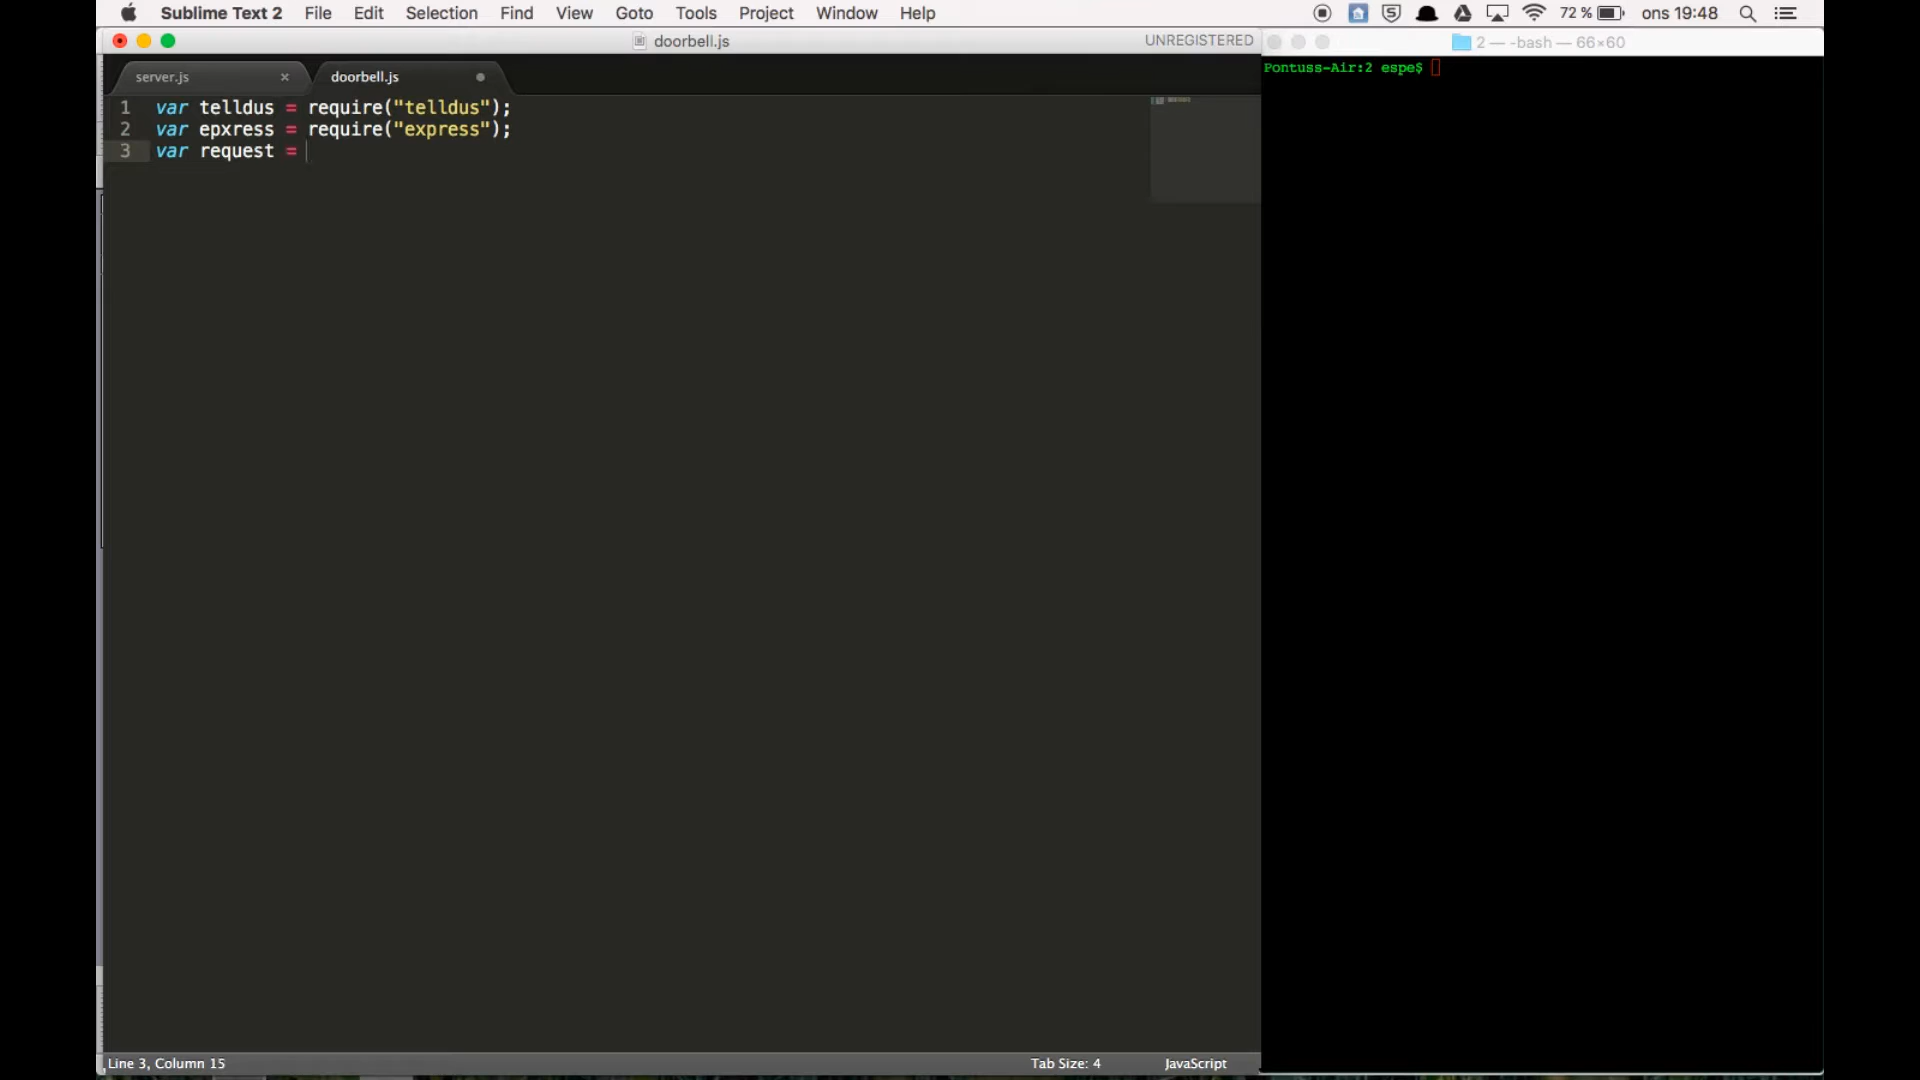 Sublime Text 2 File Edit Selection Find View Goto Tools Project Window Help 72 % ons 19:48
doorbell.js UNREGISTERED
2 — -bash — 66×60
server.js × doorbell.js
Pontuss-Air:2 espe$
1 var telldus = require("telldus");
2 var epxress = require("express");
3 var request =
Line 3, Column 15 Tab Size: 4 JavaScript